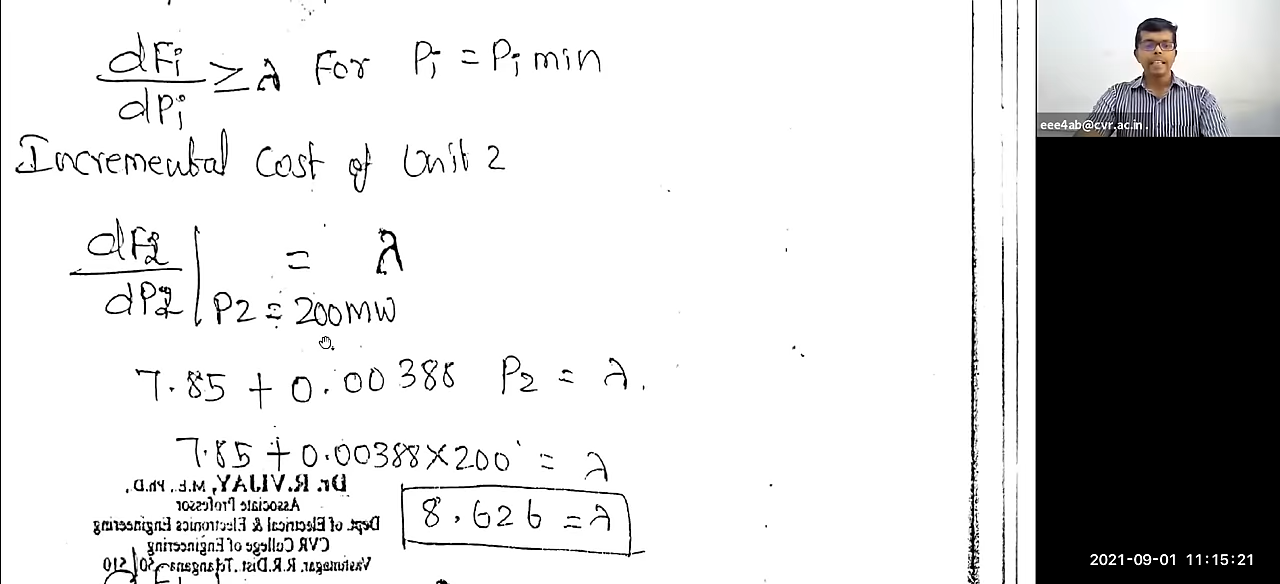 dFi/dPi ≥ λ For Pi = Pi min
Incremental Cost of Unit 2
dF2/dP2 | P2 = 200MW = λ
7.85 + 0.00388 P2 = λ.
7.85 + 0.00388 × 200 = λ
8.626 = λ
Dr. R.VIJAY, M.E., Ph.D.,
Associate Professor
Dept. of Electrical & Electronics Engineering
CVR College of Engineering
eee4ab@cvr.ac.in
2021-09-01 11:15:21